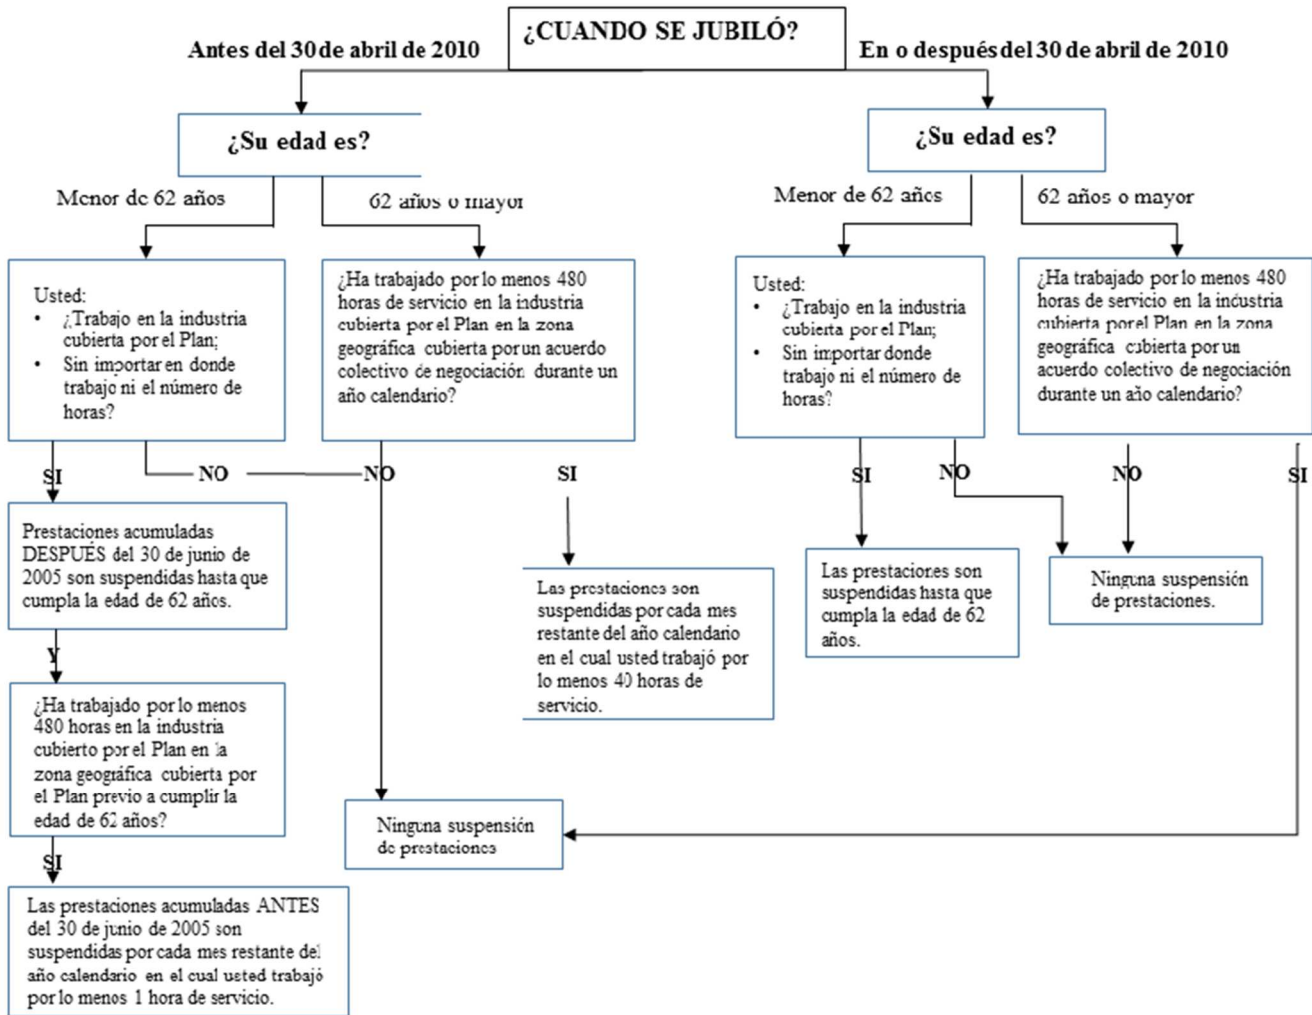 ¿CUANDO SE JUBILÓ?
Antes del 30 de abril de 2010
En o después del 30 de abril de 2010
¿Su edad es?
¿Su edad es?
Menor de 62 años
62 años o mayor
Menor de 62 años
62 años o mayor
Usted:
• ¿Trabajo en la industria
cubierta por el Plan;
• Sin importar en donde
trabajo ni el número de
horas?
¿Ha trabajado por lo menos 480
horas de servicio en la industria
cubierta por el Plan en la zona
geográfica cubierta por un acuerdo
colectivo de negociación durante un
año calendario?
Usted:
• ¿Trabajo en la industria
cubierta por el Plan;
• Sin importar donde
trabajo ni el número de
horas?
¿Ha trabajado por lo menos 480
horas de servicio en la industria
cubierta por el Plan en la zona
geográfica cubierta por un
acuerdo colectivo de negociación
durante un año calendario?
SI
NO
NO
SI
SI
NO
NO
SI
Prestaciones acumuladas
DESPUÉS del 30 de junio de
2005 son suspendidas hasta que
cumpla la edad de 62 años.
Las prestaciones son
suspendidas por cada mes
restante del año calendario
en el cual usted trabajó por
lo menos 40 horas de
servicio.
Las prestaciones son
suspendidas hasta que
cumpla la edad de 62
años.
Ninguna suspensión
de prestaciones.
Y
¿Ha trabajado por lo menos
480 horas en la industria
cubierto por el Plan en la
zona geográfica cubierta por
el Plan previo a cumplir la
edad de 62 años?
Ninguna suspensión
de prestaciones
SI
Las prestaciones acumuladas ANTES
del 30 de junio de 2005 son
suspendidas por cada mes restante del
año calendario en el cual usted trabajó
por lo menos 1 hora de servicio.